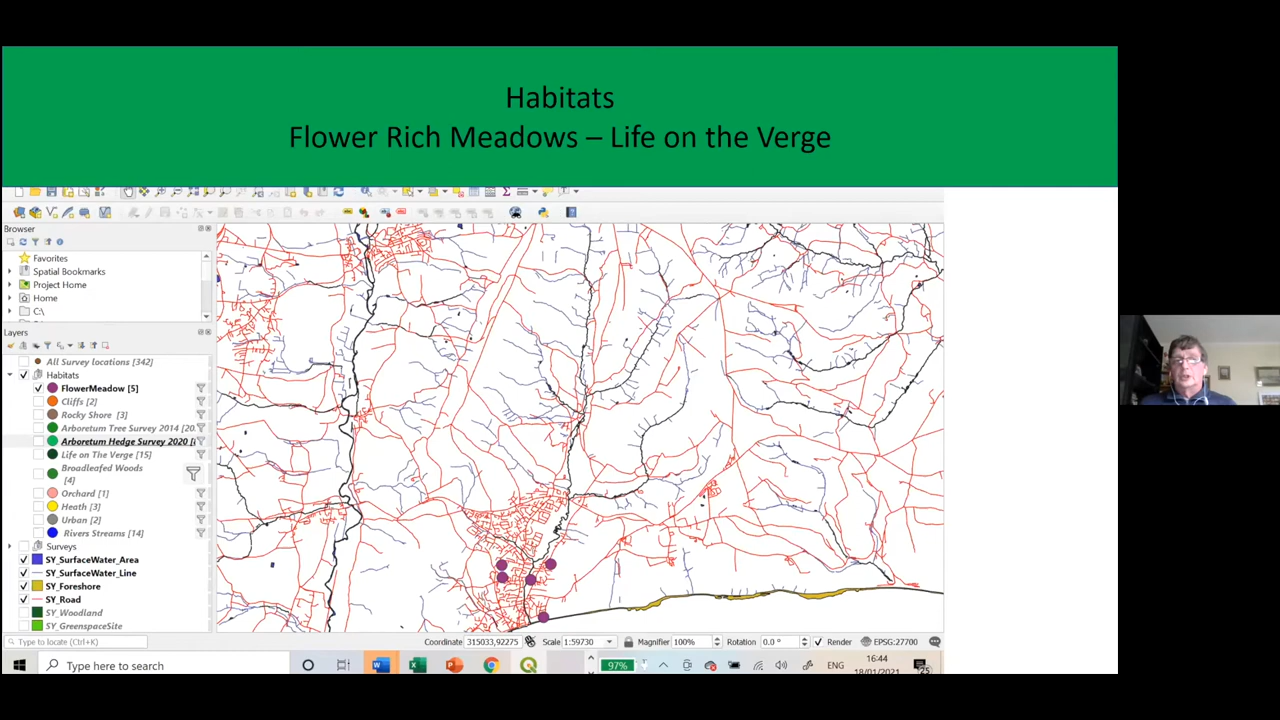 Habitats
Flower Rich Meadows – Life on the Verge
Browser
Favorites
Spatial Bookmarks
Project Home
Home
C:\
Layers
All Survey locations [342]
Habitats
FlowerMeadow [5]
Cliffs [2]
Rocky Shore [3]
Arboretum Tree Survey 2014 [20
Arboretum Hedge Survey 2020 [
Life on The Verge [15]
Broadleafed Woods
[4]
Orchard [1]
Heath [3]
Urban [2]
Rivers Streams [14]
Surveys
SY_SurfaceWater_Area
SY_SurfaceWater_Line
SY_Foreshore
SY_Road
SY_Woodland
SY_GreenspaceSite
Type to locate (Ctrl+K)
Coordinate 315033,92275 Scale 1:59730 Magnifier 100% Rotation 0.0 ° Render EPSG:27700
Type here to search
97%
ENG
16:44
18/01/2021
25